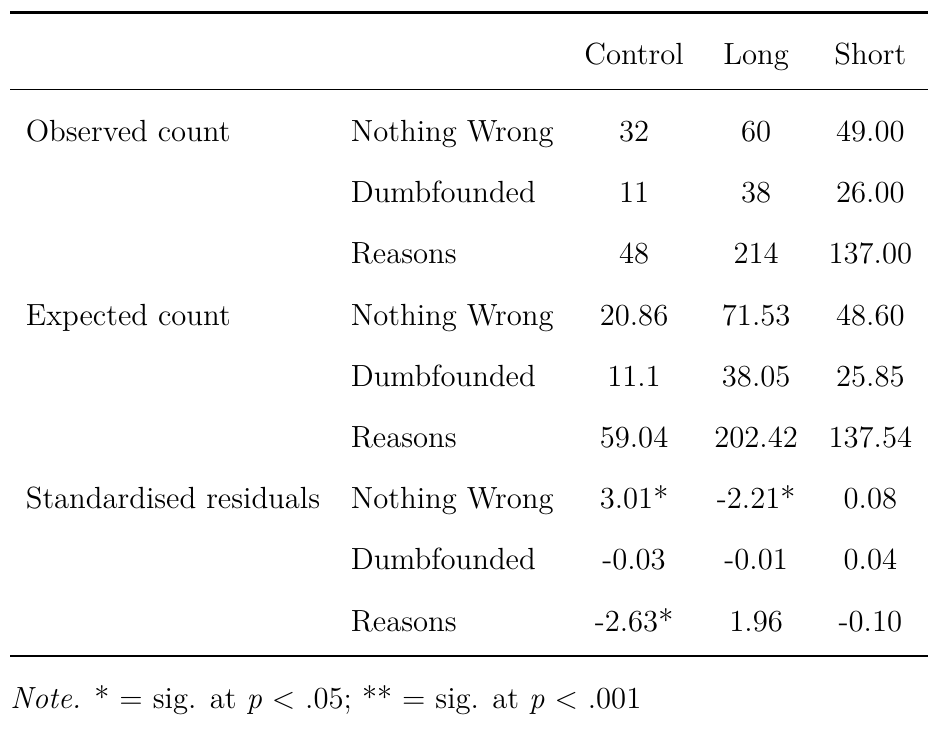 Control Long Short
Observed count Nothing Wrong 32 60 49.00
Dumbfounded 11 38 26.00
Reasons 48 214 137.00
Expected count Nothing Wrong 20.86 71.53 48.60
Dumbfounded 11.1 38.05 25.85
Reasons 59.04 202.42 137.54
Standardised residuals Nothing Wrong 3.01* -2.21* 0.08
Dumbfounded -0.03 -0.01 0.04
Reasons -2.63* 1.96 -0.10
Note. * = sig. at p < .05; ** = sig. at p < .001